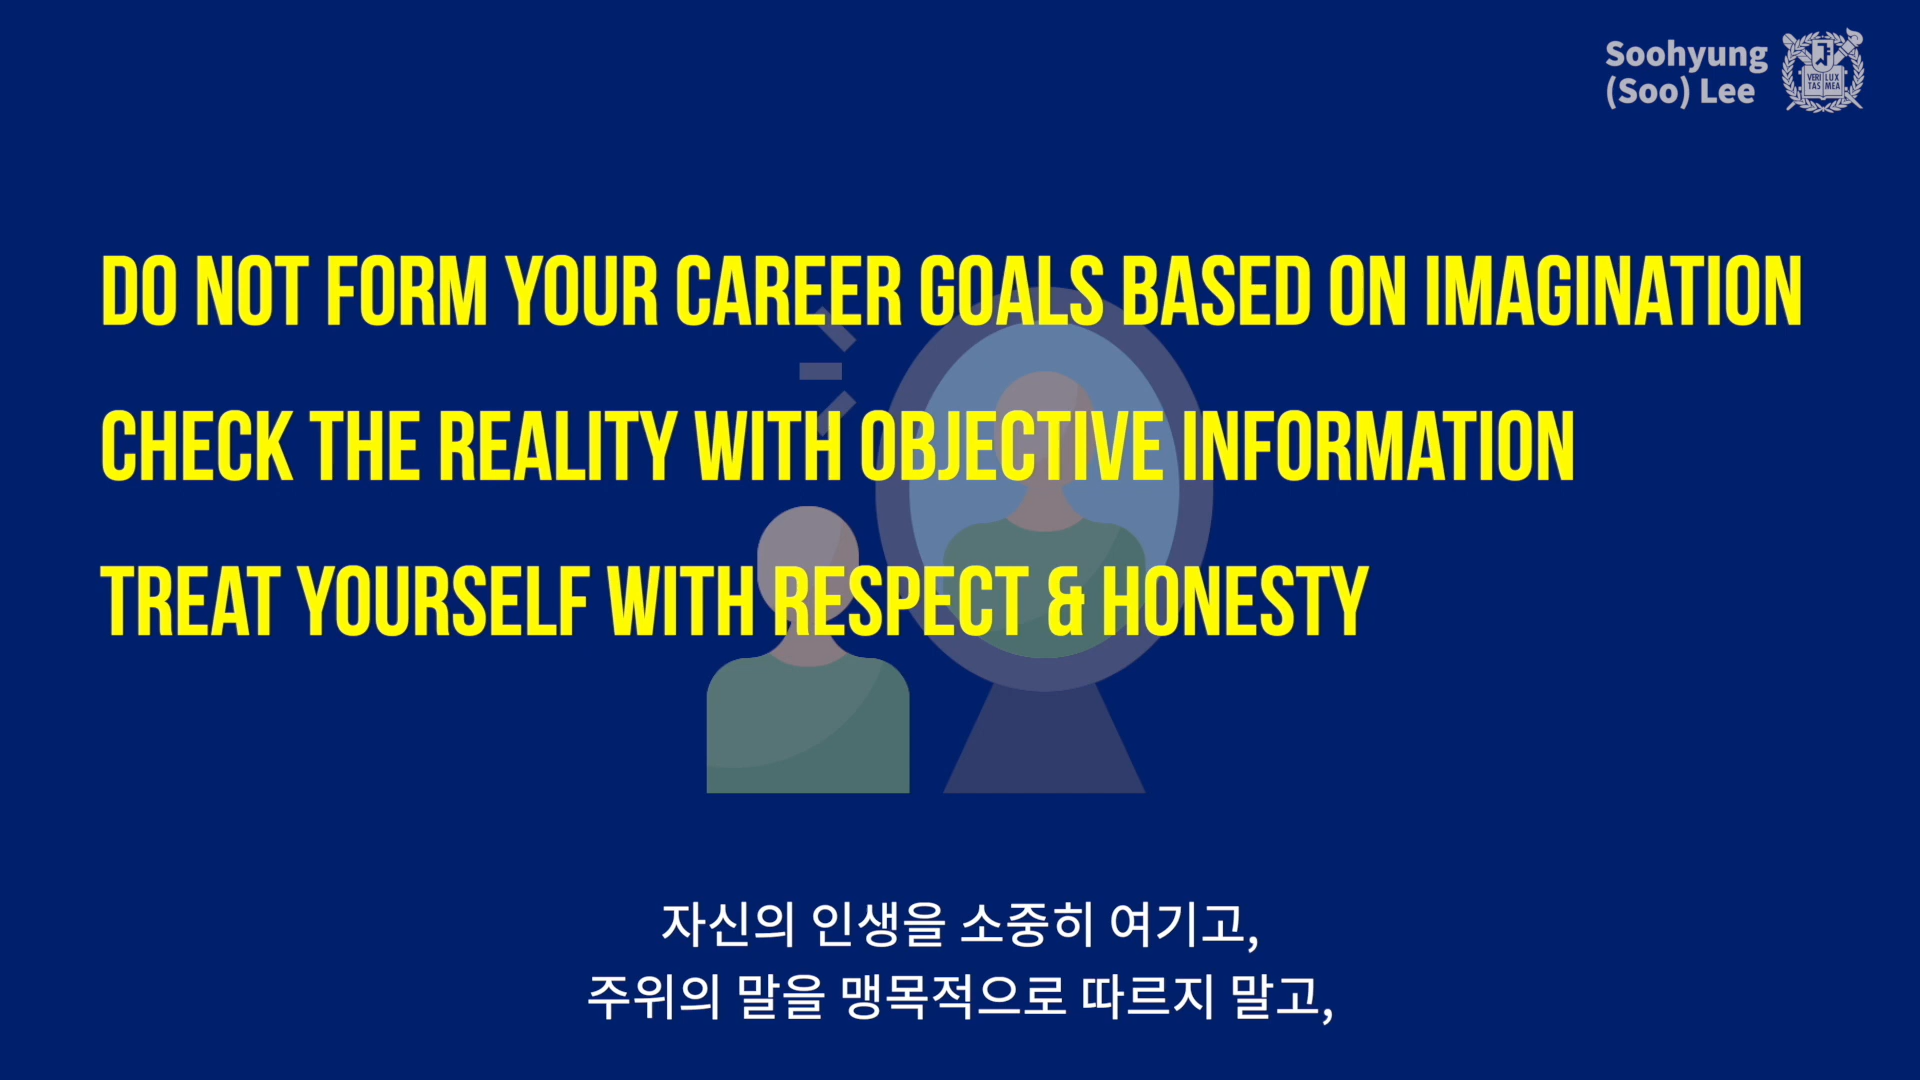 Soohyung
(Soo) Lee
VERI LUX
TAS MEA
DO NOT FORM YOUR CAREER GOALS BASED ON IMAGINATION
CHECK THE REALITY WITH OBJECTIVE INFORMATION
TREAT YOURSELF WITH RESPECT & HONESTY
자신의 인생을 소중히 여기고,
주위의 말을 맹목적으로 따르지 말고,